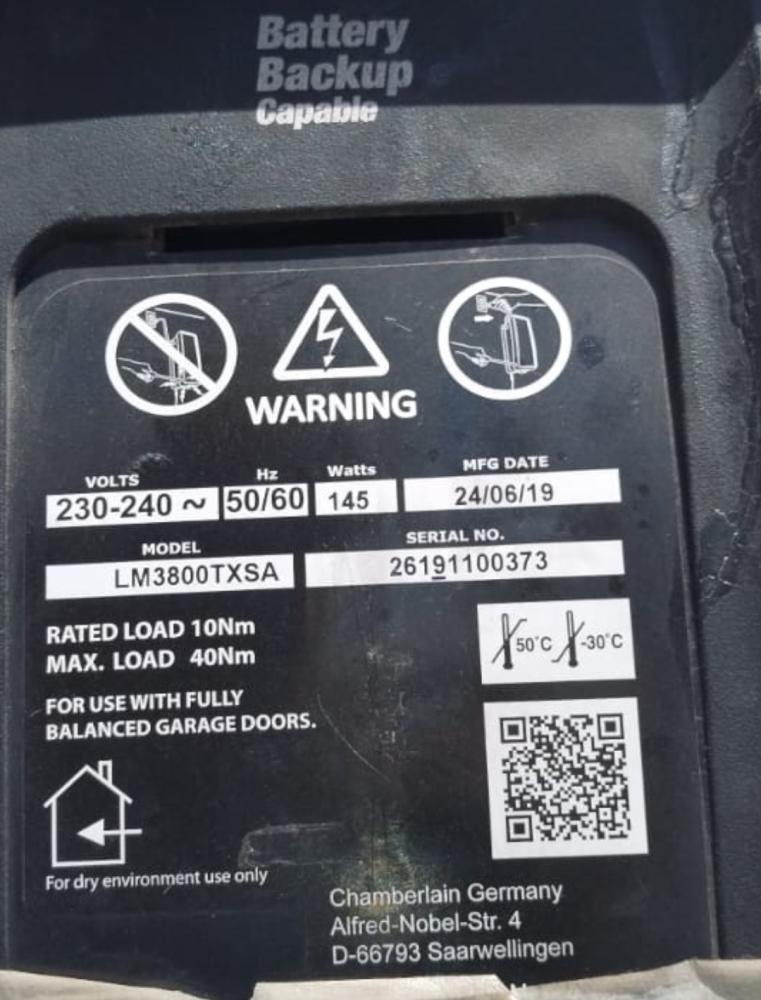 Battery
Backup
Capable
WARNING
VOLTS Hz Watts MFG DATE
230-240 ~ 50/60 145 24/06/19
MODEL SERIAL NO.
LM3800TXSA 26191100373
RATED LOAD 10Nm
MAX. LOAD 40Nm
50°C -30°C
FOR USE WITH FULLY
BALANCED GARAGE DOORS.
For dry environment use only
Chamberlain Germany
Alfred-Nobel-Str. 4
D-66793 Saarwellingen